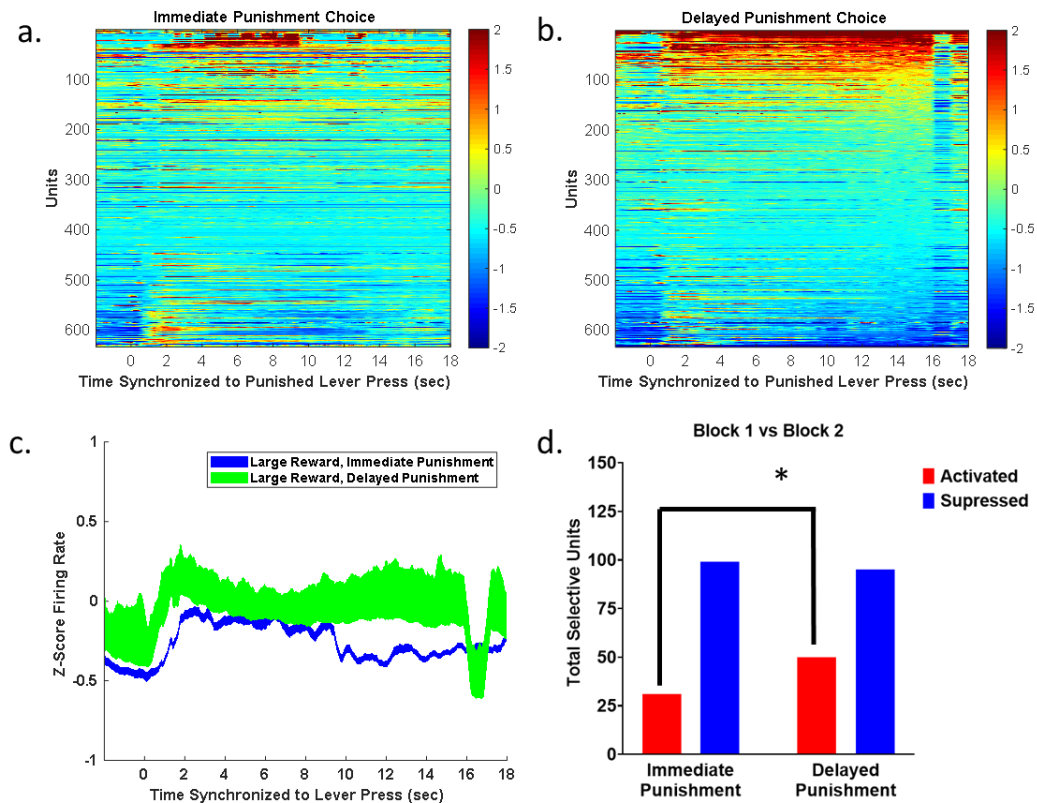 a.
Immediate Punishment Choice
Units
100
200
300
400
500
600
0 2 4 6 8 10 12 14 16 18
Time Synchronized to Punished Lever Press (sec)
2
1.5
1
0.5
0
-0.5
-1
-1.5
-2
b.
Delayed Punishment Choice
Units
100
200
300
400
500
600
0 2 4 6 8 10 12 14 16 18
Time Synchronized to Punished Lever Press (sec)
2
1.5
1
0.5
0
-0.5
-1
-1.5
-2
c.
Z-Score Firing Rate
1
0.5
0
-0.5
-1
Large Reward, Immediate Punishment
Large Reward, Delayed Punishment
0 2 4 6 8 10 12 14 16 18
Time Synchronized to Lever Press (sec)
d.
Block 1 vs Block 2
Total Selective Units
150
125
100
75
50
25
0
*
Activated
Supressed
Immediate
Punishment
Delayed
Punishment